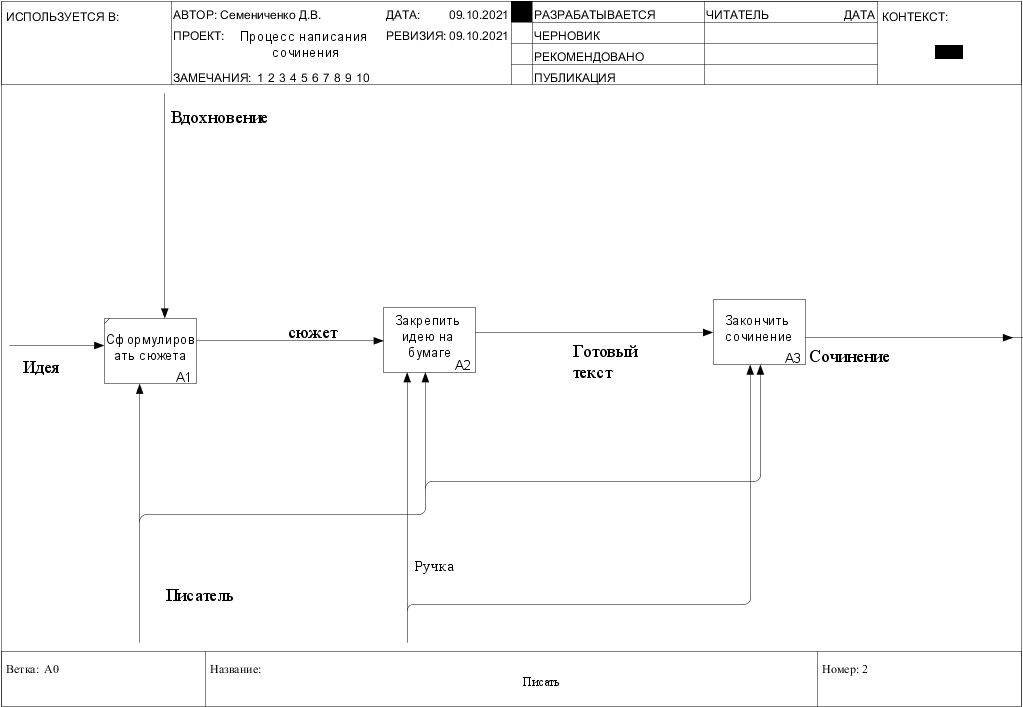 ИСПОЛЬЗУЕТСЯ В:
АВТОР: Семениченко Д.В.
ДАТА: 09.10.2021
РАЗРАБАТЫВАЕТСЯ
ЧИТАТЕЛЬ
ДАТА
КОНТЕКСТ:
ПРОЕКТ: Процесс написания
сочинения
РЕВИЗИЯ: 09.10.2021
ЧЕРНОВИК
РЕКОМЕНДОВАНО
ЗАМЕЧАНИЯ: 1 2 3 4 5 6 7 8 9 10
ПУБЛИКАЦИЯ
Вдохновение
Идея
Сформулиров
ать сюжета
A1
сюжет
Закрепить
идею на
бумаге
A2
Готовый
текст
Закончить
сочинение
A3
Сочинение
Ручка
Писатель
Ветка: A0
Название:
Писать
Номер: 2